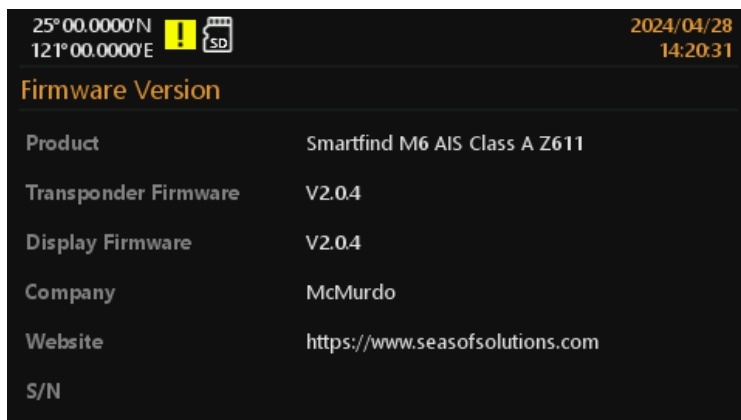 25°00.0000'N ! SD 2024/04/28
121°00.0000'E 14:20:31
Firmware Version
Product Smartfind M6 AIS Class A Z611
Transponder Firmware V2.0.4
Display Firmware V2.0.4
Company McMurdo
Website https://www.seasofsolutions.com
S/N